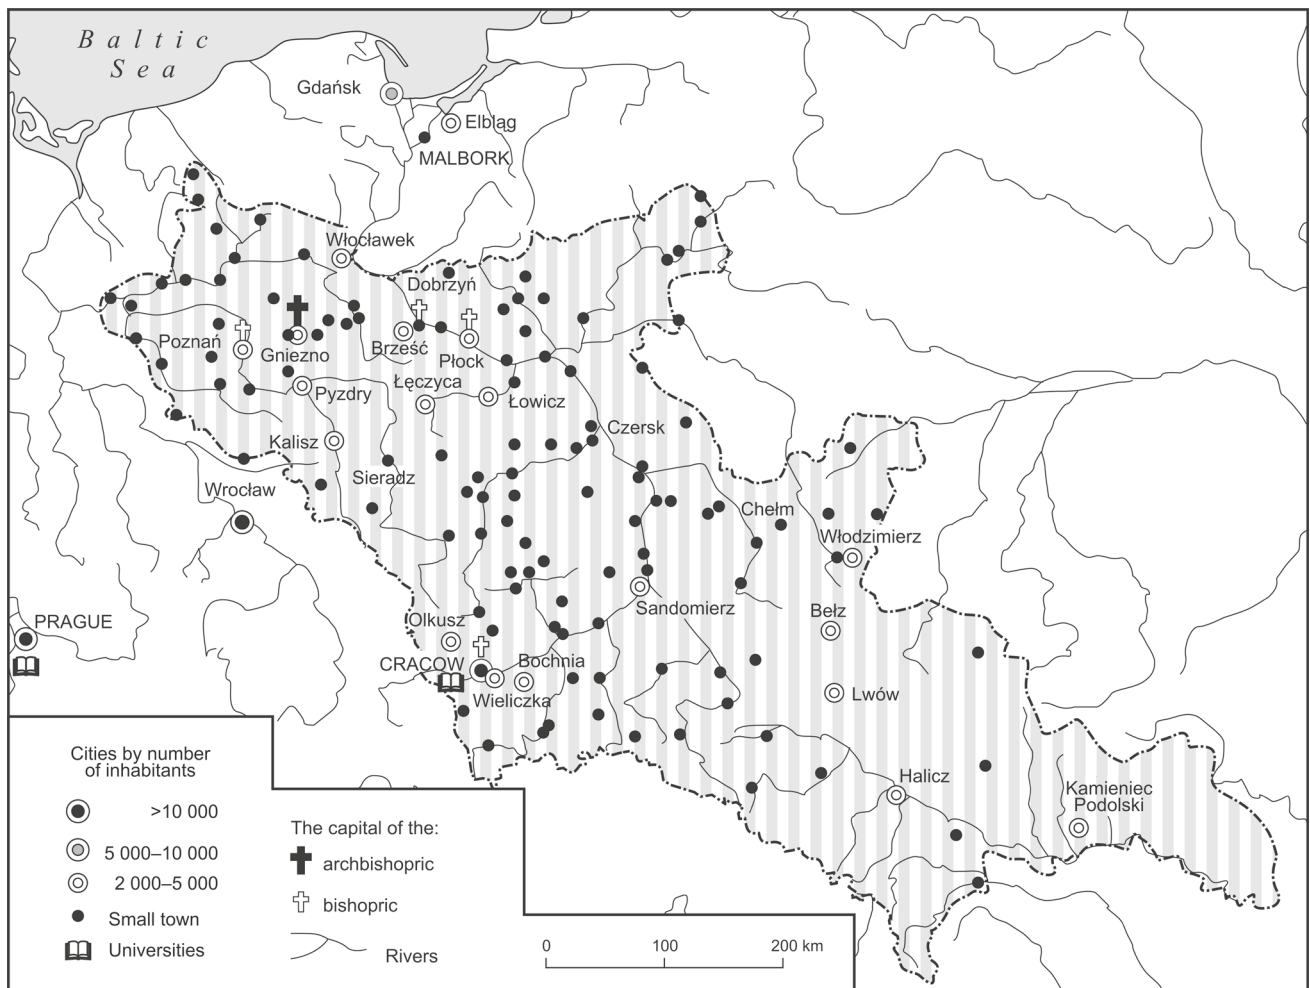 Baltic
Sea
Gdańsk
Elbląg
MALBORK
Włocławek
Dobrzyń
Poznań
Gniezno
Brześć
Płock
Pyzdry
Łęczyca
Łowicz
Kalisz
Czersk
Sieradz
Wrocław
Chełm
Włodzimierz
PRAGUE
Olkusz
Sandomierz
Bełz
CRACOW
Bochnia
Wieliczka
Lwów
Halicz
Kamieniec
Podolski
Cities by number
of inhabitants
>10 000
5 000–10 000
2 000–5 000
Small town
Universities
The capital of the:
archbishopric
bishopric
Rivers
0 100 200 km